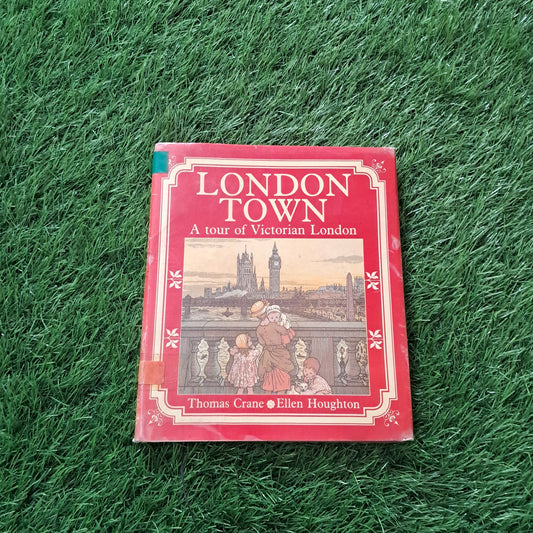 LONDON
TOWN
A tour of Victorian London
Thomas Crane Ellen Houghton